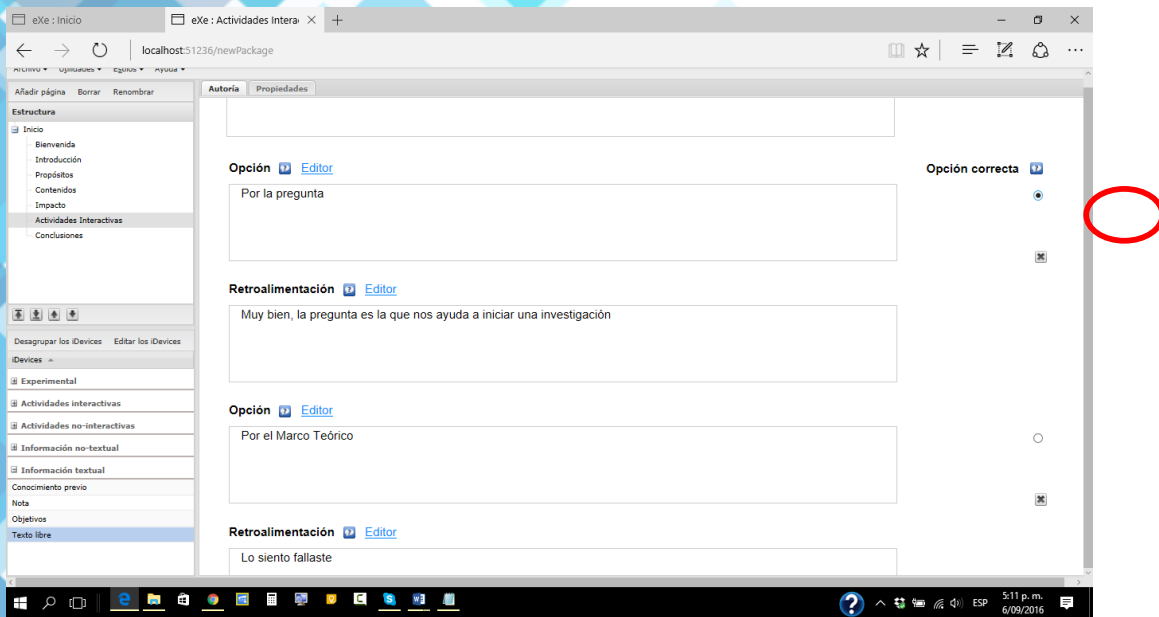 eXe : Inicio
eXe : Actividades Intera
localhost:51236/newPackage
Archivo Utilidades Estilos Ayuda
Añadir página Borrar Renombrar
Autoría Propiedades
Estructura
Inicio
Bienvenida
Introducción
Propósitos
Contenidos
Impacto
Actividades Interactivas
Conclusiones
Opción Editor
Opción correcta
Por la pregunta
Retroalimentación Editor
Muy bien, la pregunta es la que nos ayuda a iniciar una investigación
Desagrupar los iDevices Editar los iDevices
iDevices
Experimental
Actividades interactivas
Actividades no-interactivas
Información no-textual
Información textual
Conocimiento previo
Nota
Objetivos
Texto libre
Opción Editor
Por el Marco Teórico
Retroalimentación Editor
Lo siento fallaste
ESP
5:11 p. m.
6/09/2016